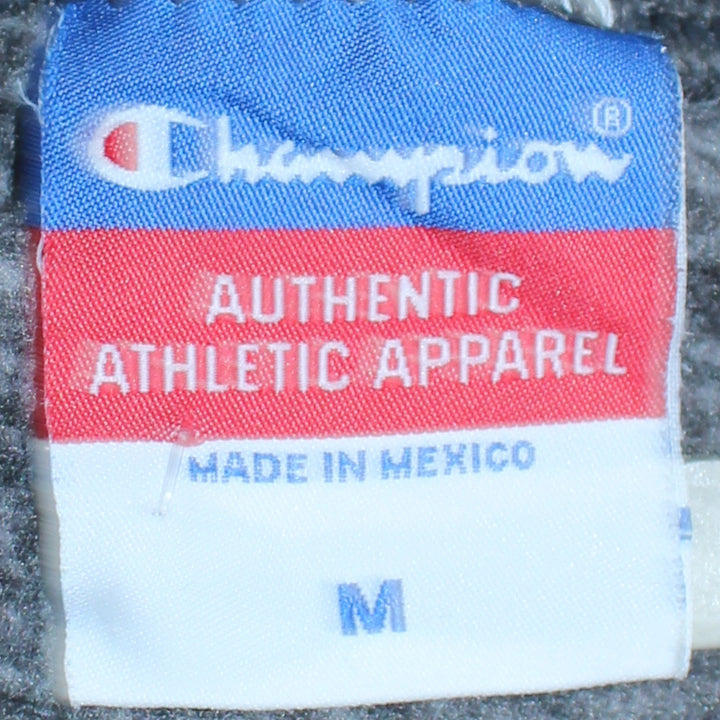 Champion®
AUTHENTIC
ATHLETIC APPAREL
MADE IN MEXICO
M